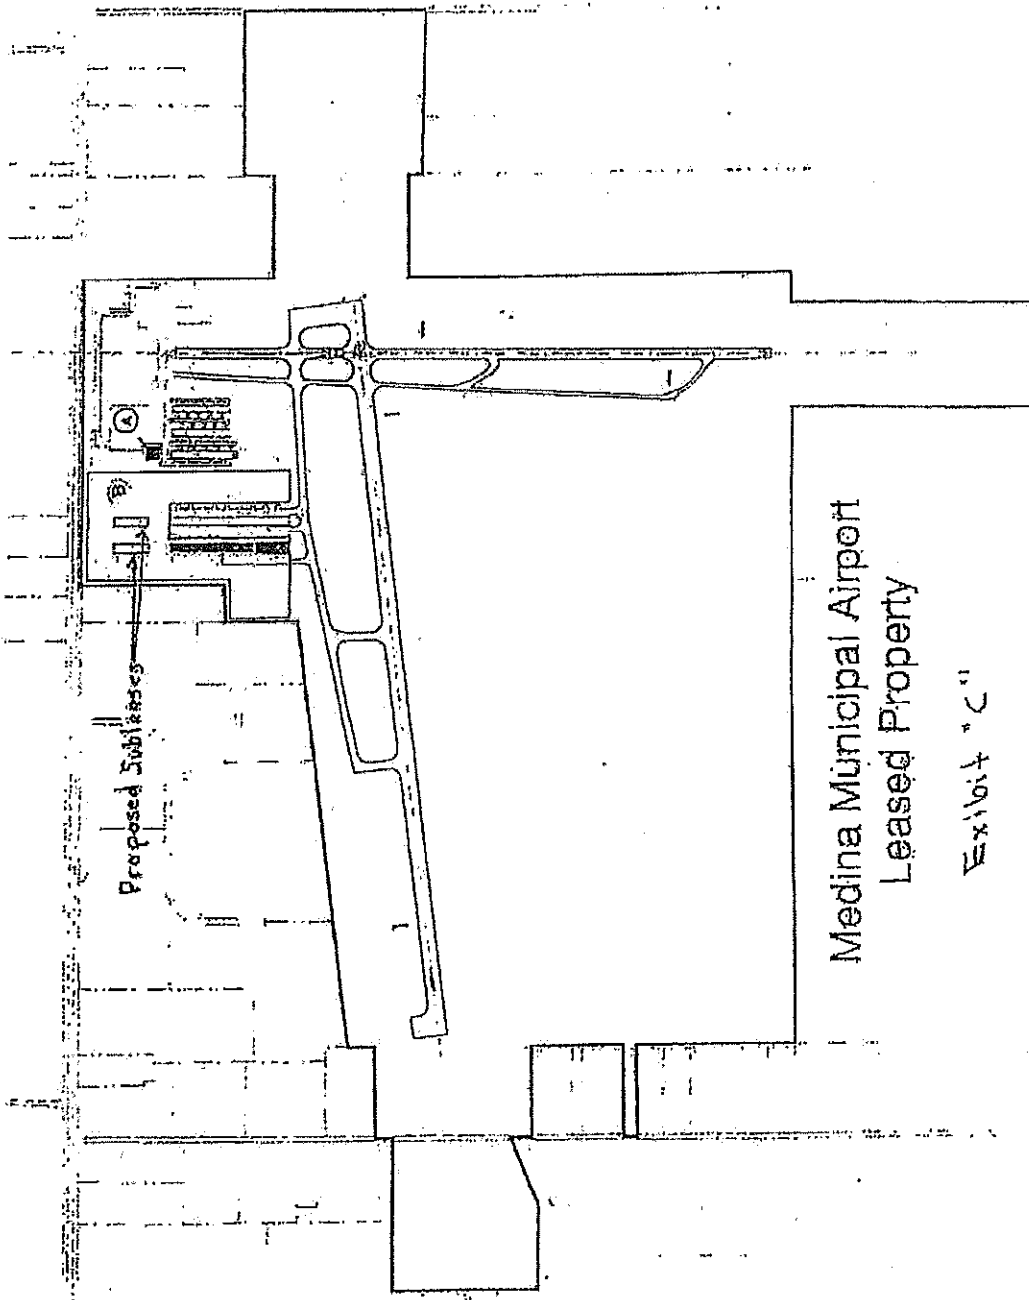 A
B
Proposed Subleases
Medina Municipal Airport
Leased Property
Exhibit "C"